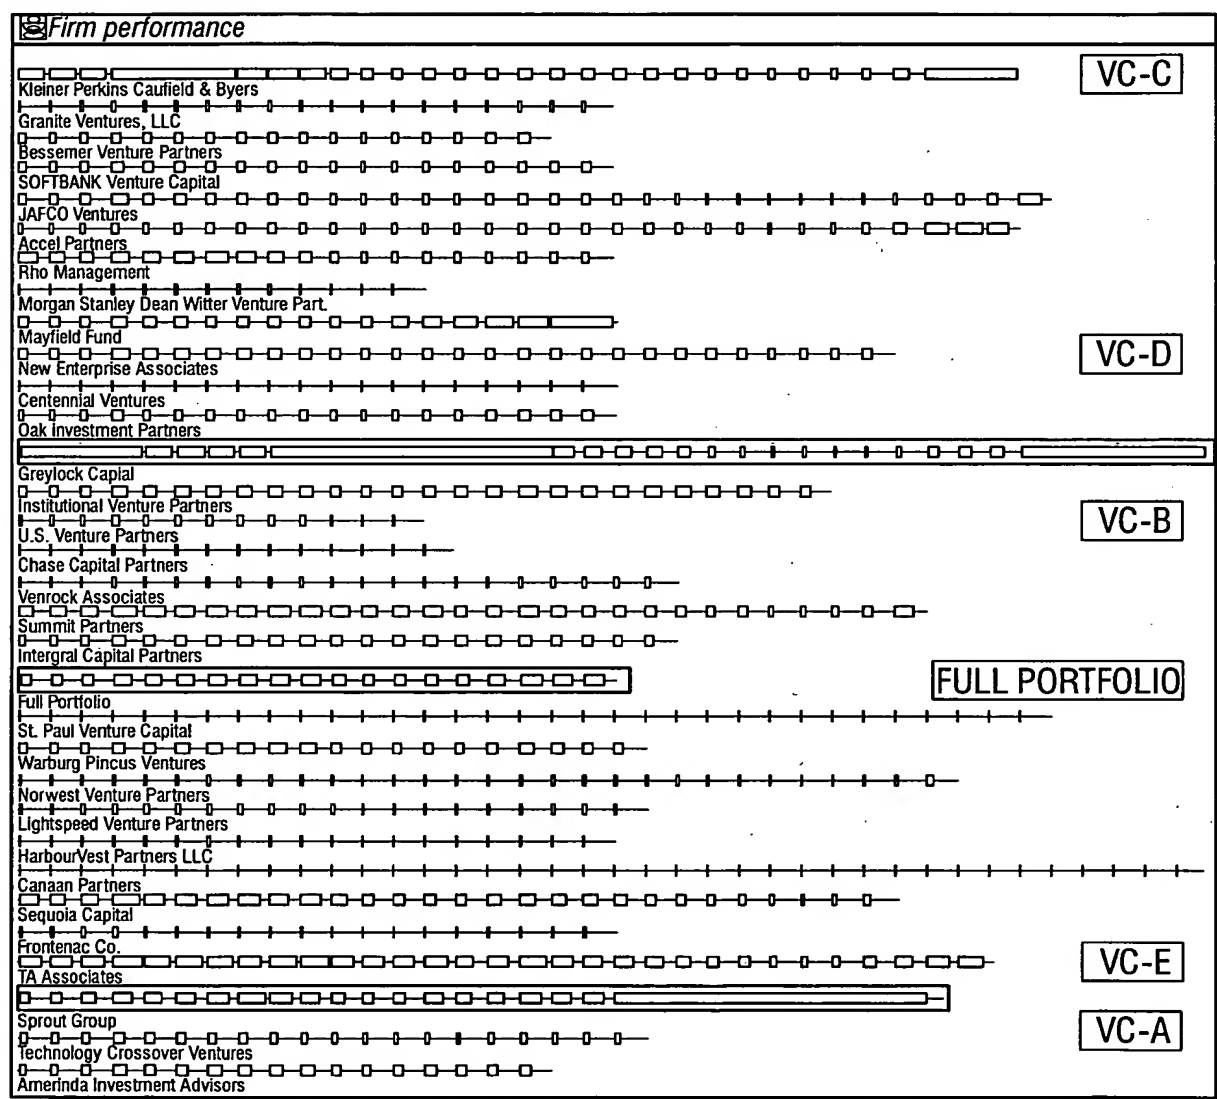 Firm performance
VC-C
Kleiner Perkins Caufield & Byers
Granite Ventures, LLC
Bessemer Venture Partners
SOFTBANK Venture Capital
JAFCO Ventures
Accel Partners
Rho Management
Morgan Stanley Dean Witter Venture Part.
Mayfield Fund
VC-D
New Enterprise Associates
Centennial Ventures
Oak Investment Partners
Greylock Capial
Institutional Venture Partners
VC-B
U.S. Venture Partners
Chase Capital Partners
Venrock Associates
Summit Partners
Intergral Capital Partners
FULL PORTFOLIO
Full Portfolio
St. Paul Venture Capital
Warburg Pincus Ventures
Norwest Venture Partners
Lightspeed Venture Partners
HarbourVest Partners LLC
Canaan Partners
Sequoia Capital
Frontenac Co.
VC-E
TA Associates
Sprout Group
VC-A
Technology Crossover Ventures
Amerinda Investment Advisors